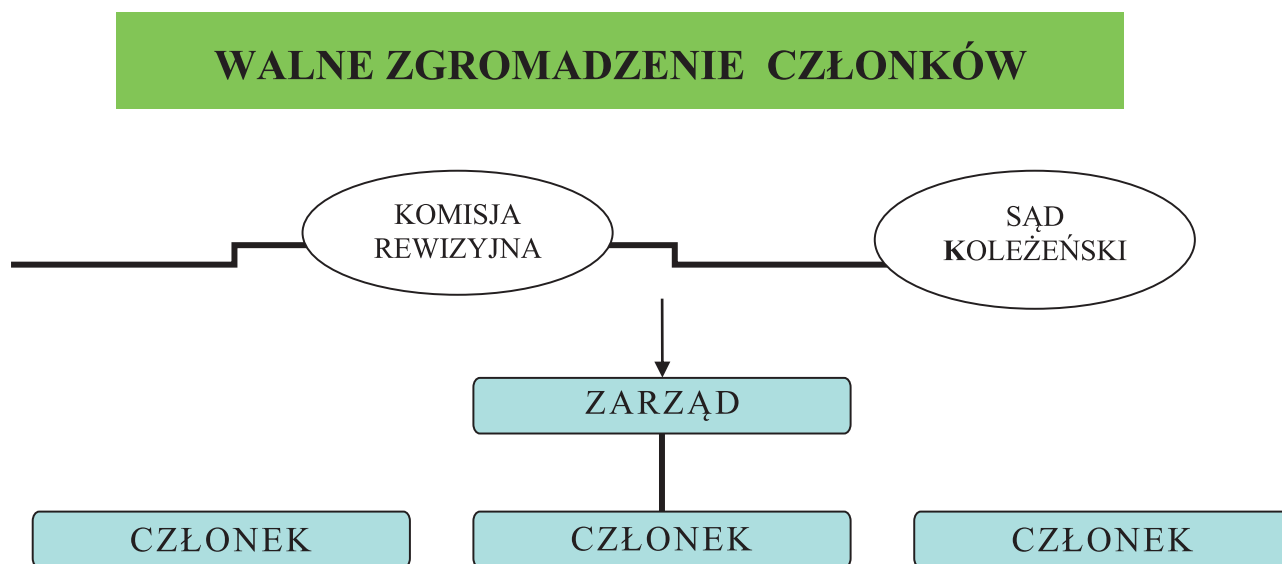 WALNE ZGROMADZENIE CZŁONKÓW
KOMISJA
REWIZYJNA
SĄD
KOLEŻEŃSKI
ZARZĄD
CZŁONEK
CZŁONEK
CZŁONEK